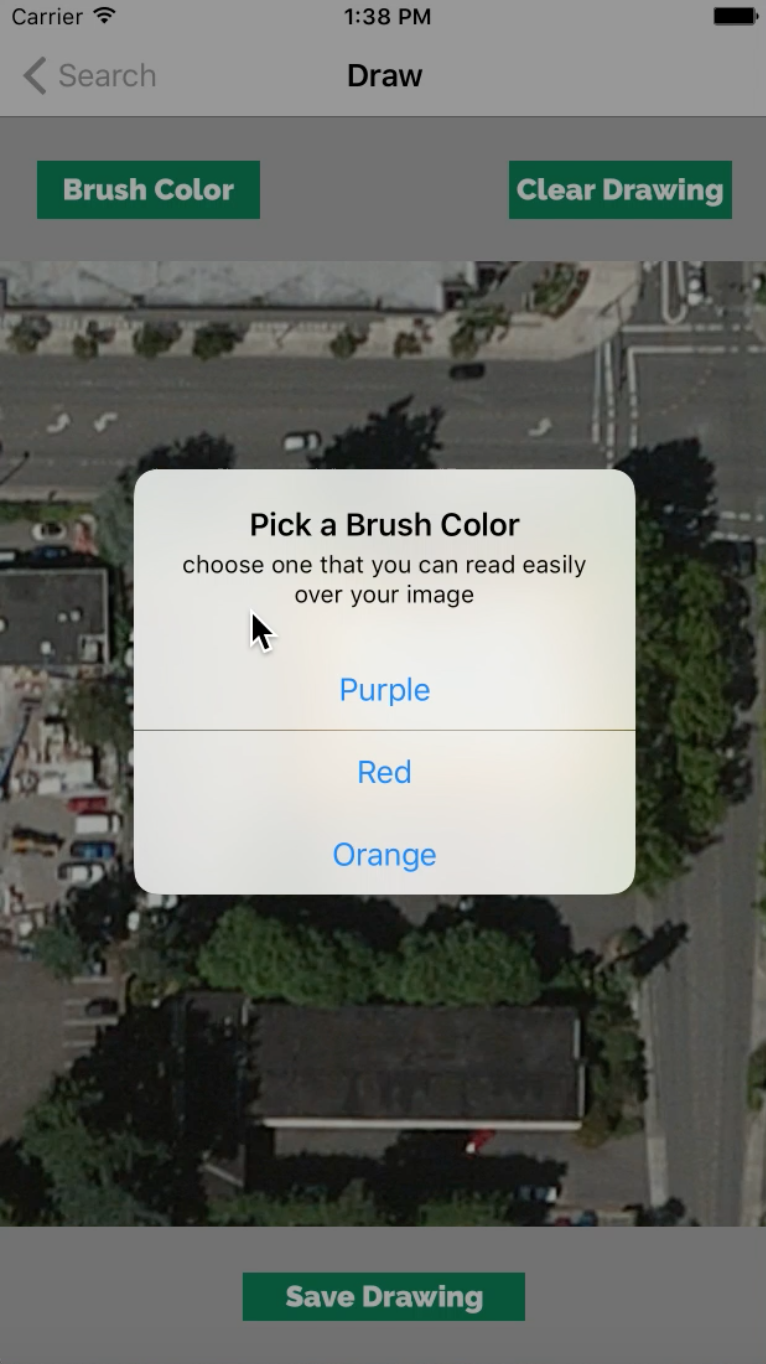 Carrier 1:38 PM
Search Draw
Brush Color Clear Drawing
Pick a Brush Color
choose one that you can read easily
over your image
Purple
Red
Orange
Save Drawing